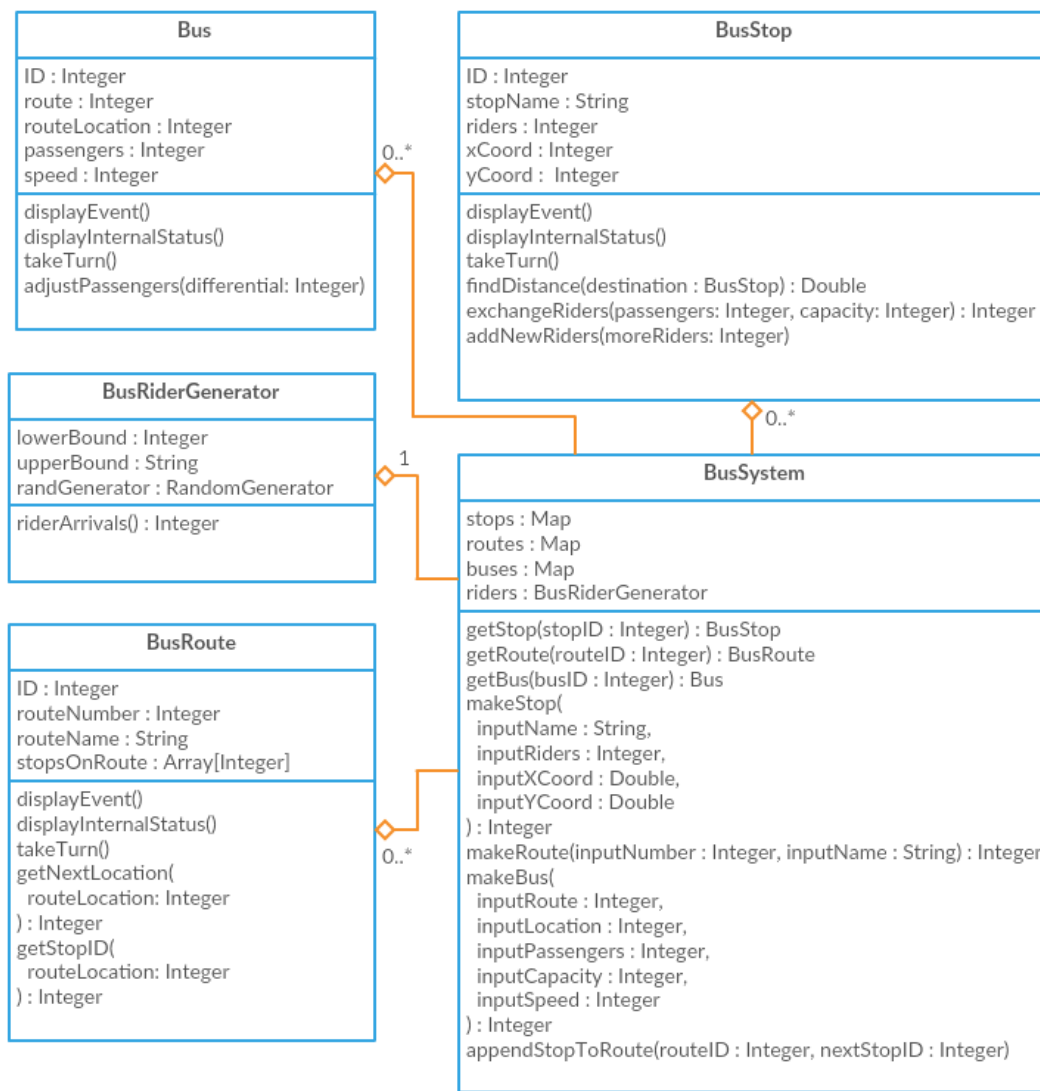 Bus
ID : Integer
route : Integer
routeLocation : Integer
passengers : Integer
speed : Integer
displayEvent()
displayInternalStatus()
takeTurn()
adjustPassengers(differential: Integer)
0..*
BusStop
ID : Integer
stopName : String
riders : Integer
xCoord : Integer
yCoord :  Integer
displayEvent()
displayInternalStatus()
takeTurn()
findDistance(destination : BusStop) : Double
exchangeRiders(passengers: Integer, capacity: Integer) : Integer
addNewRiders(moreRiders: Integer)
0..*
BusRiderGenerator
lowerBound : Integer
upperBound : String
randGenerator : RandomGenerator
riderArrivals() : Integer
1
BusRoute
ID : Integer
routeNumber : Integer
routeName : String
stopsOnRoute : Array[Integer]
displayEvent()
displayInternalStatus()
takeTurn()
getNextLocation(
routeLocation: Integer
) : Integer
getStopID(
routeLocation: Integer
) : Integer
0..*
BusSystem
stops : Map
routes : Map
buses : Map
riders : BusRiderGenerator
getStop(stopID : Integer) : BusStop
getRoute(routeID : Integer) : BusRoute
getBus(busID : Integer) : Bus
makeStop(
inputName : String,
inputRiders : Integer,
inputXCoord : Double,
inputYCoord : Double
) : Integer
makeRoute(inputNumber : Integer, inputName : String) : Integer
makeBus(
inputRoute : Integer,
inputLocation : Integer,
inputPassengers : Integer,
inputCapacity : Integer,
inputSpeed : Integer
) : Integer
appendStopToRoute(routeID : Integer, nextStopID : Integer)